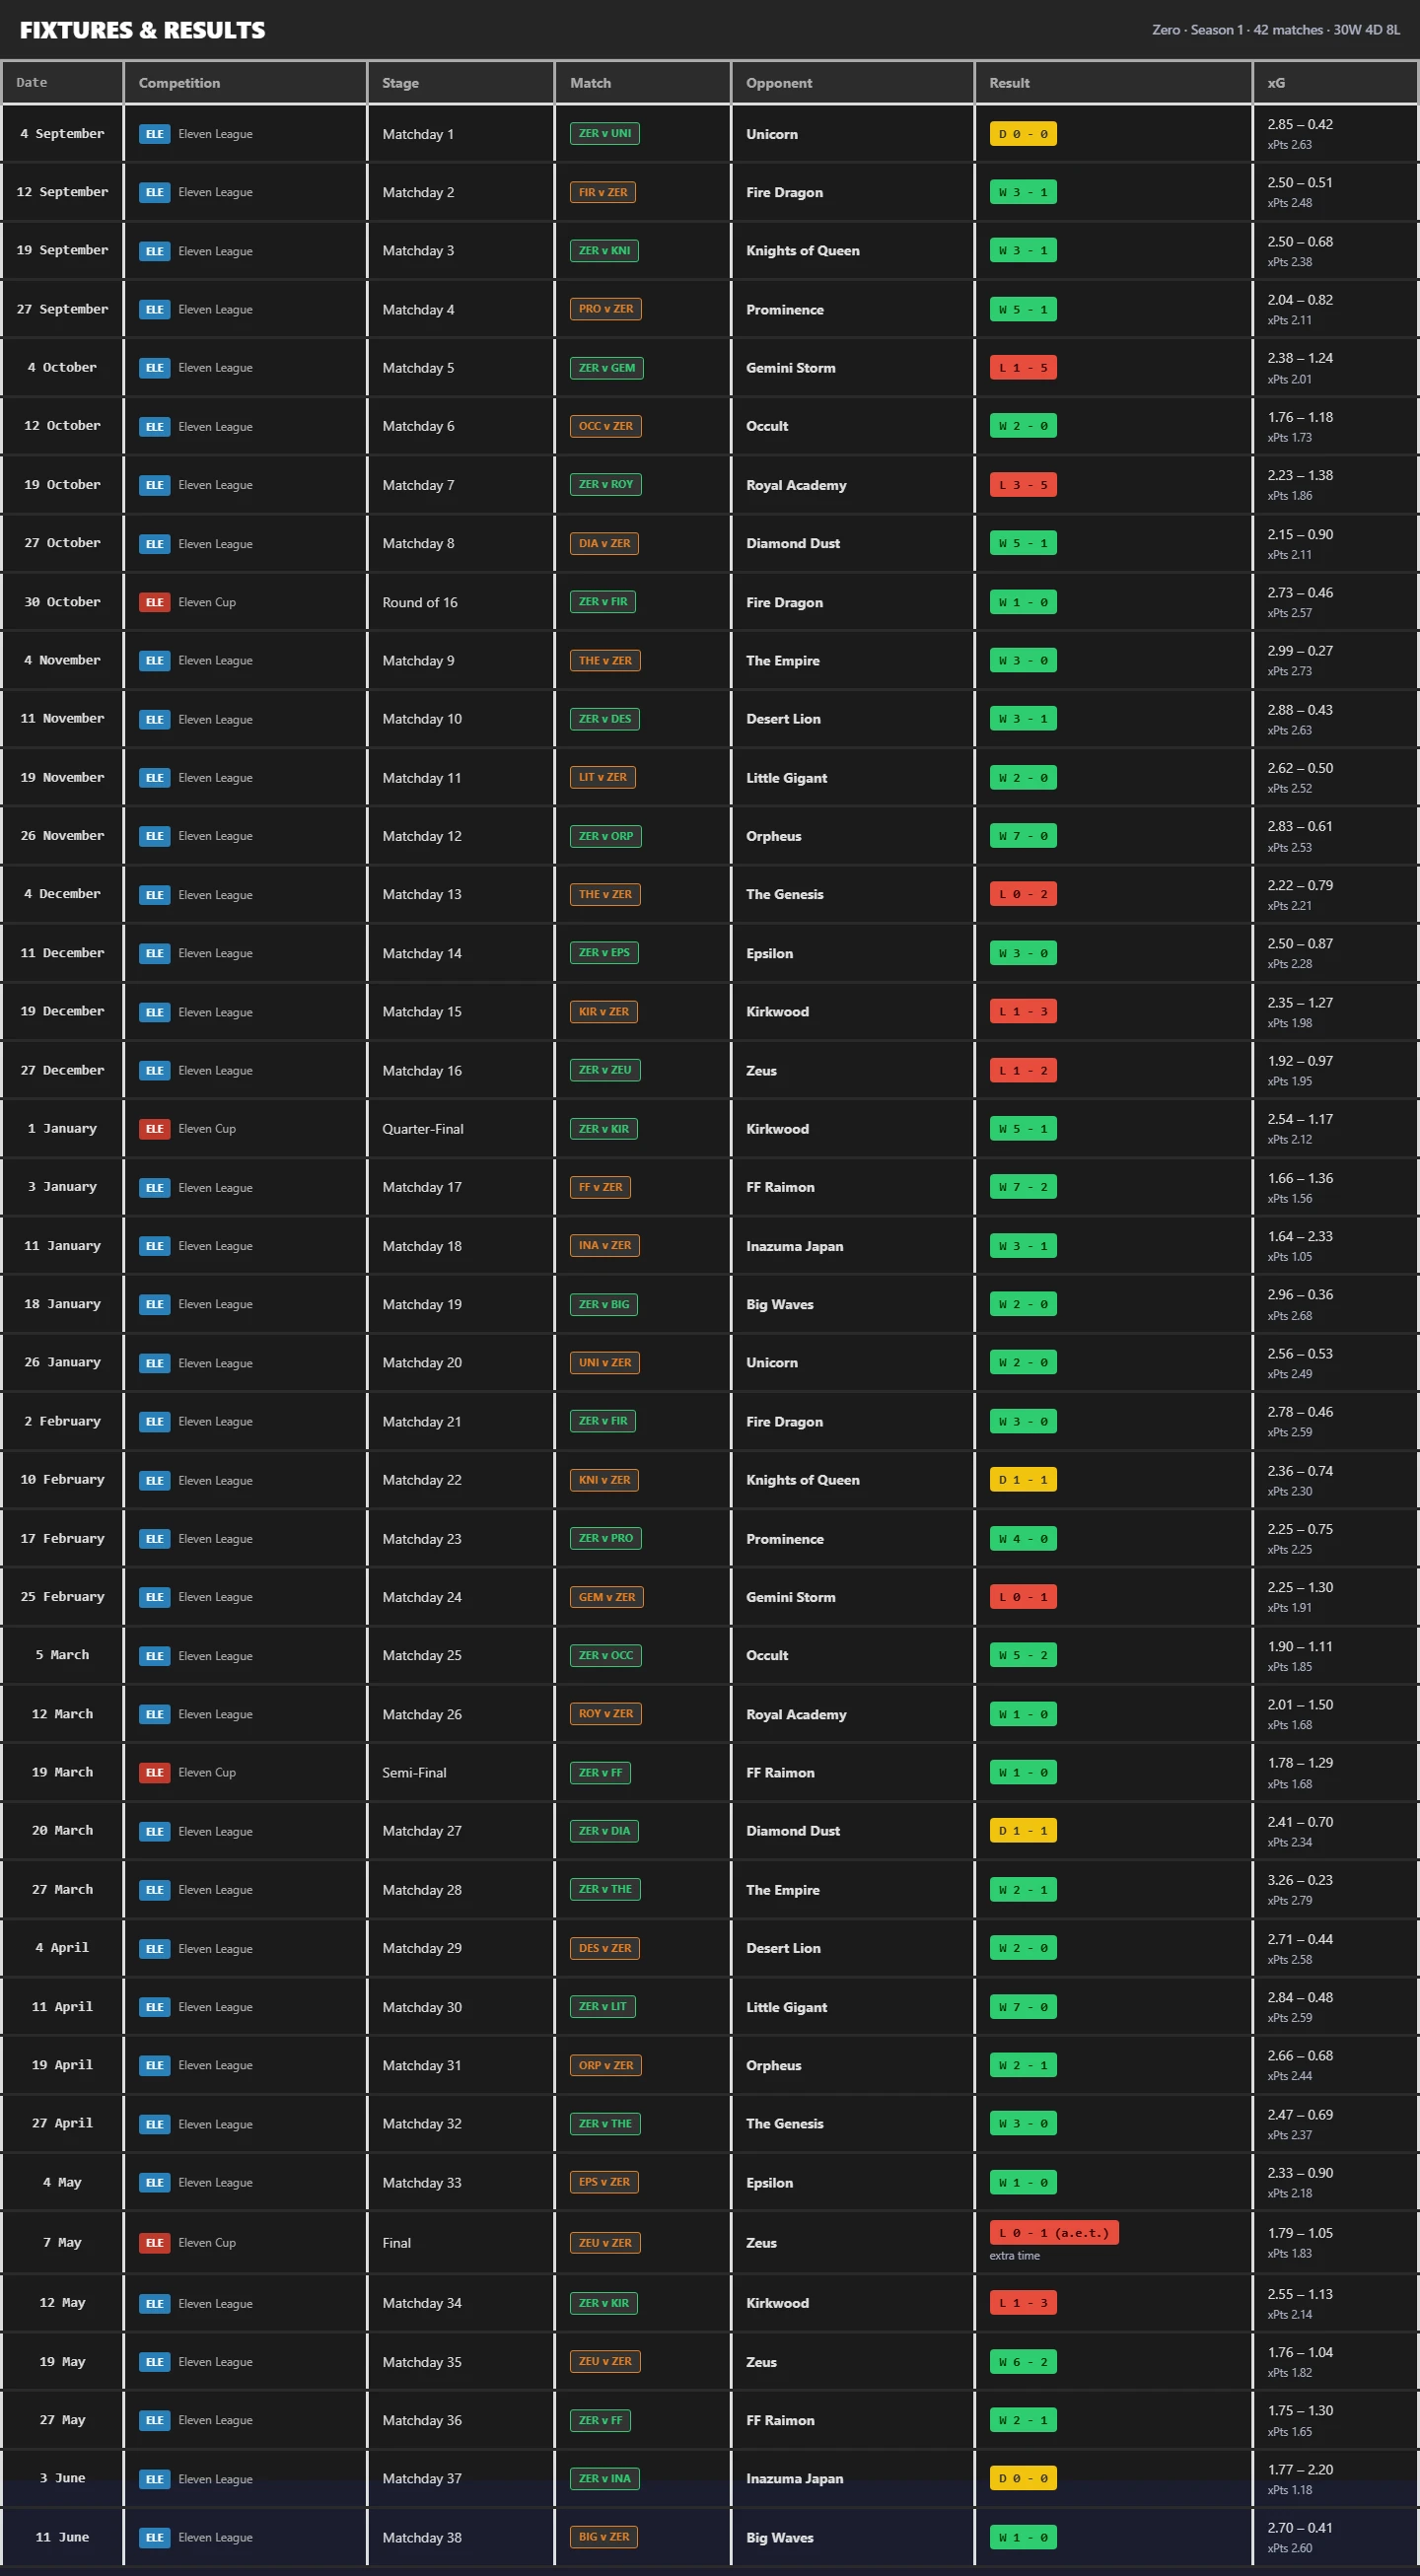 FIXTURES & RESULTS
Zero · Season 1 · 42 matches · 30W 4D 8L
Date Competition Stage Match Opponent Result xG
4 September ELE Eleven League Matchday 1 ZER v UNI Unicorn D 0 - 0 2.85 – 0.42
xPts 2.63
12 September ELE Eleven League Matchday 2 FIR v ZER Fire Dragon W 3 - 1 2.50 – 0.51
xPts 2.48
19 September ELE Eleven League Matchday 3 ZER v KNI Knights of Queen W 3 - 1 2.50 – 0.68
xPts 2.38
27 September ELE Eleven League Matchday 4 PRO v ZER Prominence W 5 - 1 2.04 – 0.82
xPts 2.11
4 October ELE Eleven League Matchday 5 ZER v GEM Gemini Storm L 1 - 5 2.38 – 1.24
xPts 2.01
12 October ELE Eleven League Matchday 6 OCC v ZER Occult W 2 - 0 1.76 – 1.18
xPts 1.73
19 October ELE Eleven League Matchday 7 ZER v ROY Royal Academy L 3 - 5 2.23 – 1.38
xPts 1.86
27 October ELE Eleven League Matchday 8 DIA v ZER Diamond Dust W 5 - 1 2.15 – 0.90
xPts 2.11
30 October ELE Eleven Cup Round of 16 ZER v FIR Fire Dragon W 1 - 0 2.73 – 0.46
xPts 2.57
4 November ELE Eleven League Matchday 9 THE v ZER The Empire W 3 - 0 2.99 – 0.27
xPts 2.73
11 November ELE Eleven League Matchday 10 ZER v DES Desert Lion W 3 - 1 2.88 – 0.43
xPts 2.63
19 November ELE Eleven League Matchday 11 LIT v ZER Little Gigant W 2 - 0 2.62 – 0.50
xPts 2.52
26 November ELE Eleven League Matchday 12 ZER v ORP Orpheus W 7 - 0 2.83 – 0.61
xPts 2.53
4 December ELE Eleven League Matchday 13 THE v ZER The Genesis L 0 - 2 2.22 – 0.79
xPts 2.21
11 December ELE Eleven League Matchday 14 ZER v EPS Epsilon W 3 - 0 2.50 – 0.87
xPts 2.28
19 December ELE Eleven League Matchday 15 KIR v ZER Kirkwood L 1 - 3 2.35 – 1.27
xPts 1.98
27 December ELE Eleven League Matchday 16 ZER v ZEU Zeus L 1 - 2 1.92 – 0.97
xPts 1.95
1 January ELE Eleven Cup Quarter-Final ZER v KIR Kirkwood W 5 - 1 2.54 – 1.17
xPts 2.12
3 January ELE Eleven League Matchday 17 FF v ZER FF Raimon W 7 - 2 1.66 – 1.36
xPts 1.56
11 January ELE Eleven League Matchday 18 INA v ZER Inazuma Japan W 3 - 1 1.64 – 2.33
xPts 1.05
18 January ELE Eleven League Matchday 19 ZER v BIG Big Waves W 2 - 0 2.96 – 0.36
xPts 2.68
26 January ELE Eleven League Matchday 20 UNI v ZER Unicorn W 2 - 0 2.56 – 0.53
xPts 2.49
2 February ELE Eleven League Matchday 21 ZER v FIR Fire Dragon W 3 - 0 2.78 – 0.46
xPts 2.59
10 February ELE Eleven League Matchday 22 KNI v ZER Knights of Queen D 1 - 1 2.36 – 0.74
xPts 2.30
17 February ELE Eleven League Matchday 23 ZER v PRO Prominence W 4 - 0 2.25 – 0.75
xPts 2.25
25 February ELE Eleven League Matchday 24 GEM v ZER Gemini Storm L 0 - 1 2.25 – 1.30
xPts 1.91
5 March ELE Eleven League Matchday 25 ZER v OCC Occult W 5 - 2 1.90 – 1.11
xPts 1.85
12 March ELE Eleven League Matchday 26 ROY v ZER Royal Academy W 1 - 0 2.01 – 1.50
xPts 1.68
19 March ELE Eleven Cup Semi-Final ZER v FF FF Raimon W 1 - 0 1.78 – 1.29
xPts 1.68
20 March ELE Eleven League Matchday 27 ZER v DIA Diamond Dust D 1 - 1 2.41 – 0.70
xPts 2.34
27 March ELE Eleven League Matchday 28 ZER v THE The Empire W 2 - 1 3.26 – 0.23
xPts 2.79
4 April ELE Eleven League Matchday 29 DES v ZER Desert Lion W 2 - 0 2.71 – 0.44
xPts 2.58
11 April ELE Eleven League Matchday 30 ZER v LIT Little Gigant W 7 - 0 2.84 – 0.48
xPts 2.59
19 April ELE Eleven League Matchday 31 ORP v ZER Orpheus W 2 - 1 2.66 – 0.68
xPts 2.44
27 April ELE Eleven League Matchday 32 ZER v THE The Genesis W 3 - 0 2.47 – 0.69
xPts 2.37
4 May ELE Eleven League Matchday 33 EPS v ZER Epsilon W 1 - 0 2.33 – 0.90
xPts 2.18
7 May ELE Eleven Cup Final ZEU v ZER Zeus L 0 - 1 (a.e.t.) 1.79 – 1.05
extra time xPts 1.83
12 May ELE Eleven League Matchday 34 ZER v KIR Kirkwood L 1 - 3 2.55 – 1.13
xPts 2.14
19 May ELE Eleven League Matchday 35 ZEU v ZER Zeus W 6 - 2 1.76 – 1.04
xPts 1.82
27 May ELE Eleven League Matchday 36 ZER v FF FF Raimon W 2 - 1 1.75 – 1.30
xPts 1.65
3 June ELE Eleven League Matchday 37 ZER v INA Inazuma Japan D 0 - 0 1.77 – 2.20
xPts 1.18
11 June ELE Eleven League Matchday 38 BIG v ZER Big Waves W 1 - 0 2.70 – 0.41
xPts 2.60